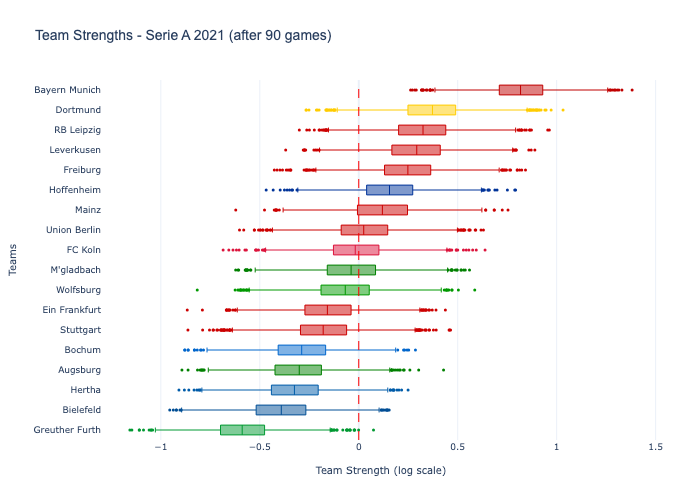 Team Strengths - Serie A 2021 (after 90 games)
Teams
Bayern Munich
Dortmund
RB Leipzig
Leverkusen
Freiburg
Hoffenheim
Mainz
Union Berlin
FC Koln
M'gladbach
Wolfsburg
Ein Frankfurt
Stuttgart
Bochum
Augsburg
Hertha
Bielefeld
Greuther Furth
−1 −0.5 0 0.5 1 1.5
Team Strength (log scale)